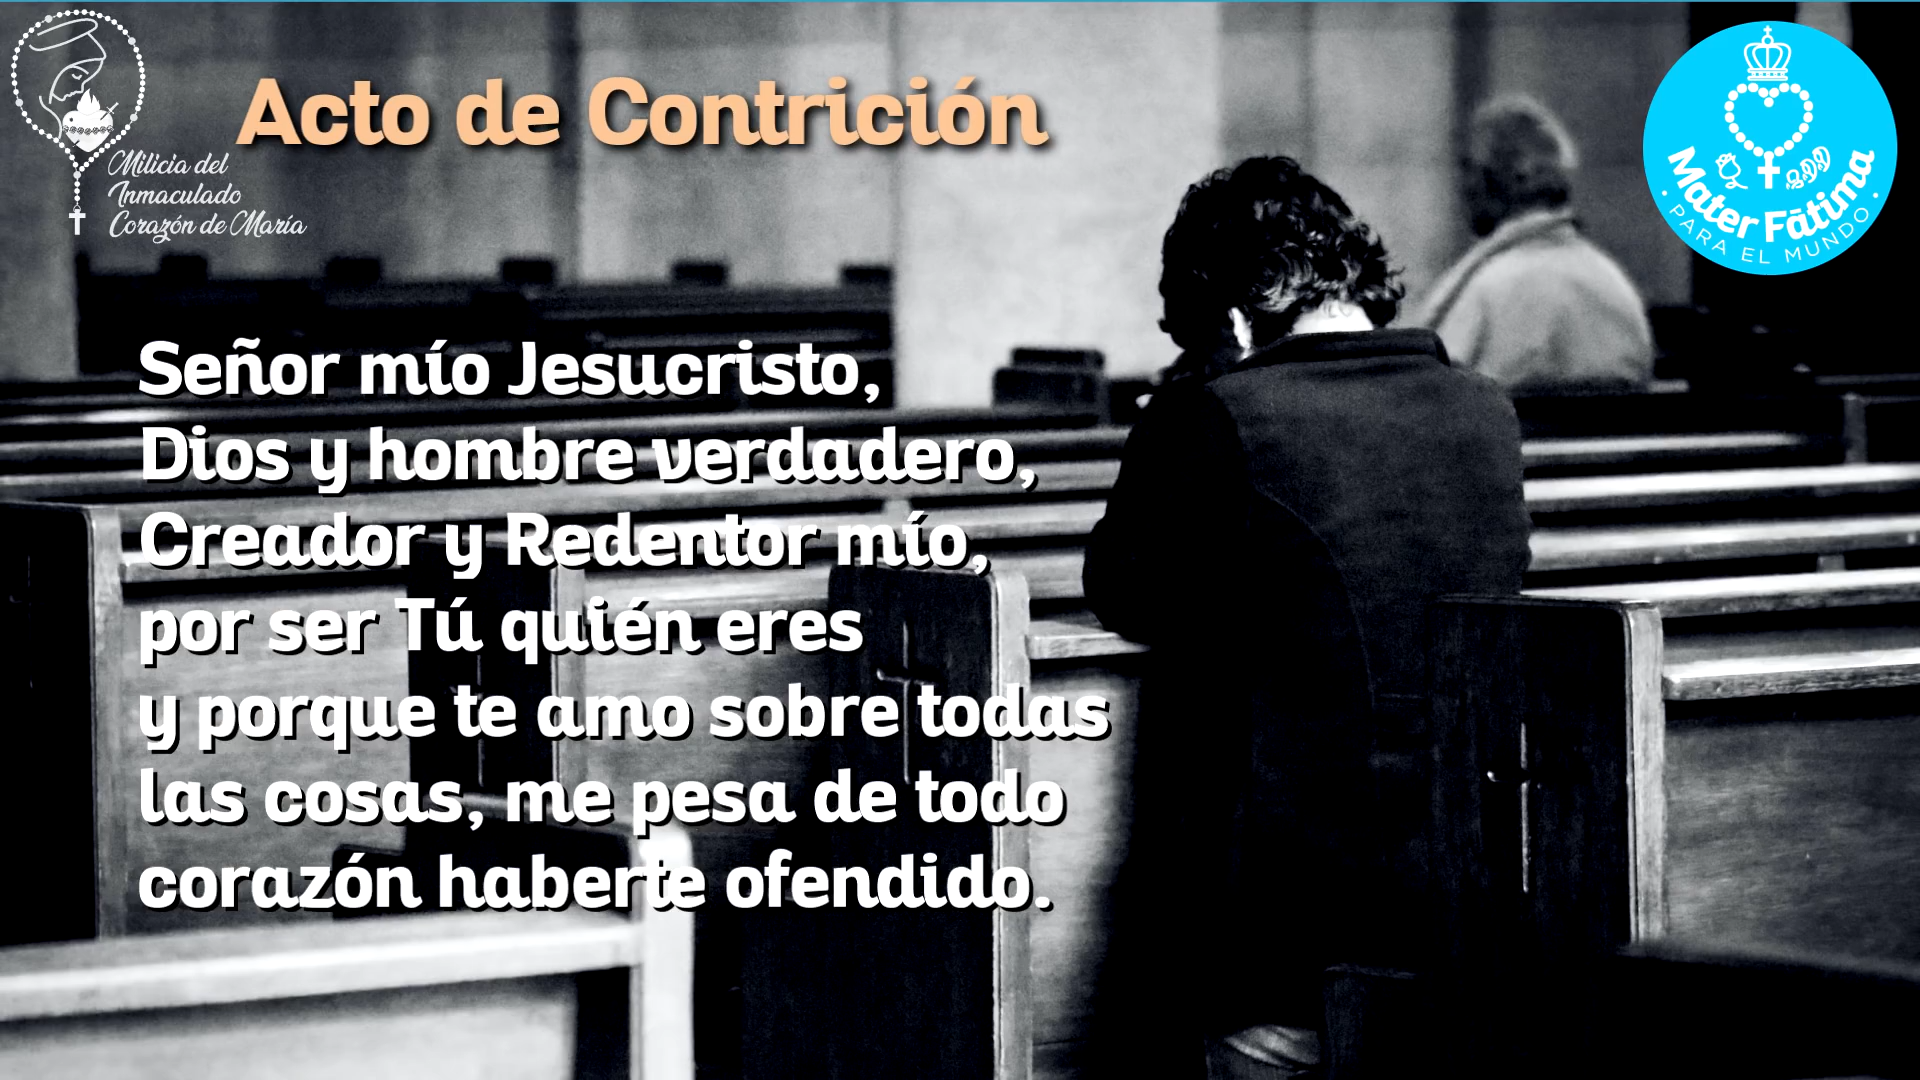 Acto de Contrición
Milicia del
Inmaculado
Corazón de María
Mater Fátima
· PARA EL MUNDO ·
Señor mío Jesucristo,
Dios y hombre verdadero,
Creador y Redentor mío,
por ser Tú quién eres
y porque te amo sobre todas
las cosas, me pesa de todo
corazón haberte ofendido.